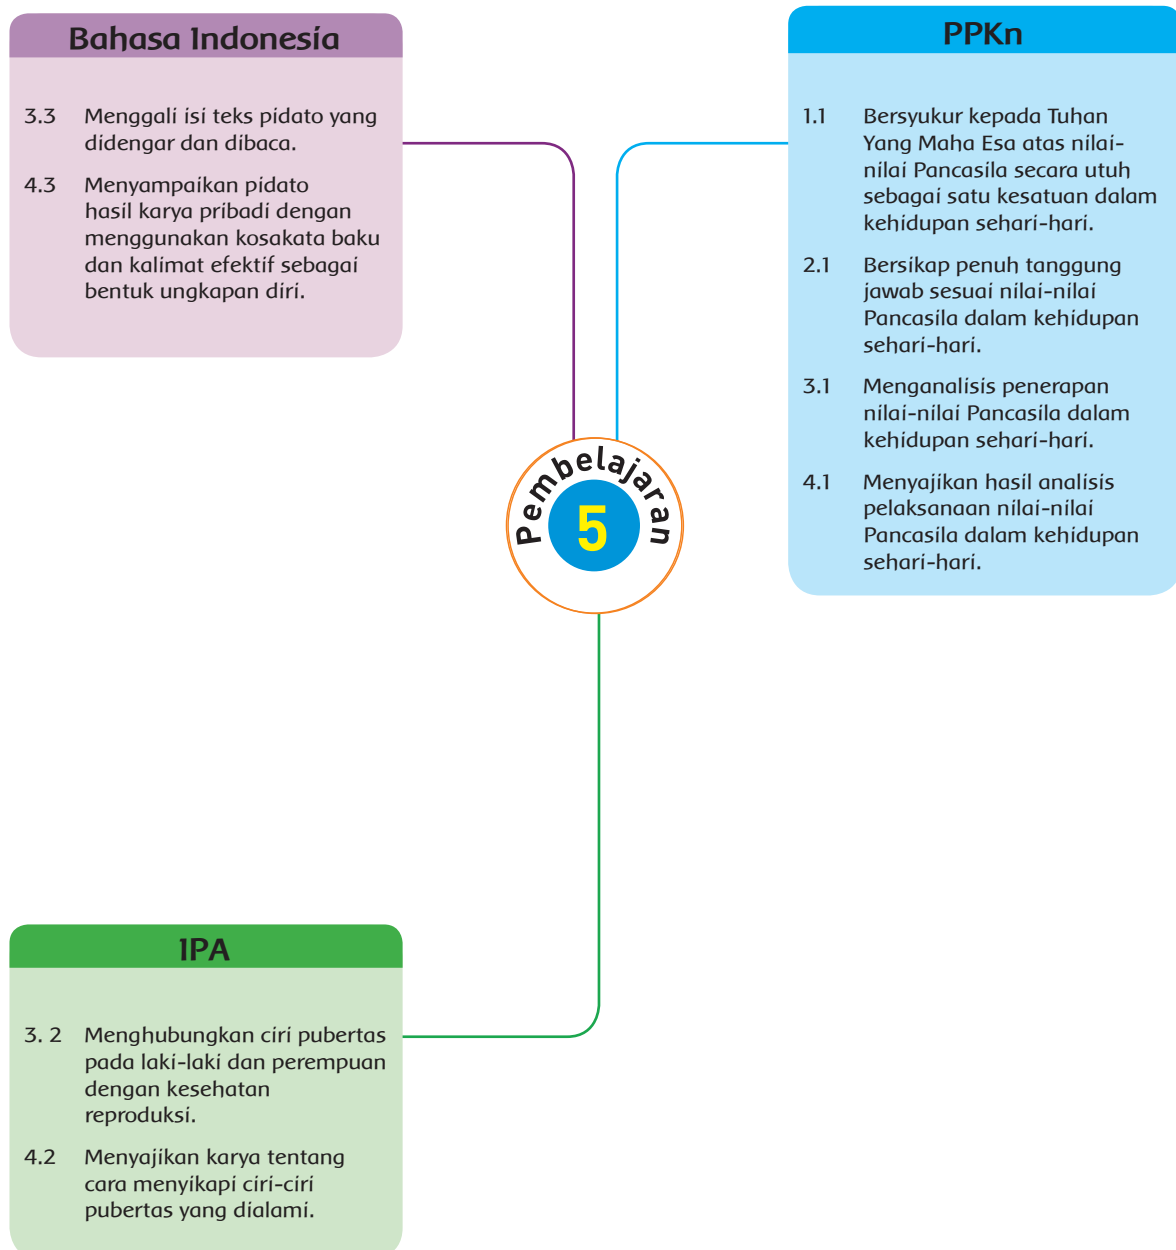 Bahasa Indonesia
3.3 Menggali isi teks pidato yang
didengar dan dibaca.
4.3 Menyampaikan pidato
hasil karya pribadi dengan
menggunakan kosakata baku
dan kalimat efektif sebagai
bentuk ungkapan diri.
PPKn
1.1 Bersyukur kepada Tuhan
Yang Maha Esa atas nilai-
nilai Pancasila secara utuh
sebagai satu kesatuan dalam
kehidupan sehari-hari.
2.1 Bersikap penuh tanggung
jawab sesuai nilai-nilai
Pancasila dalam kehidupan
sehari-hari.
3.1 Menganalisis penerapan
nilai-nilai Pancasila dalam
kehidupan sehari-hari.
4.1 Menyajikan hasil analisis
pelaksanaan nilai-nilai
Pancasila dalam kehidupan
sehari-hari.
Pembelajaran
5
IPA
3. 2 Menghubungkan ciri pubertas
pada laki-laki dan perempuan
dengan kesehatan
reproduksi.
4.2 Menyajikan karya tentang
cara menyikapi ciri-ciri
pubertas yang dialami.